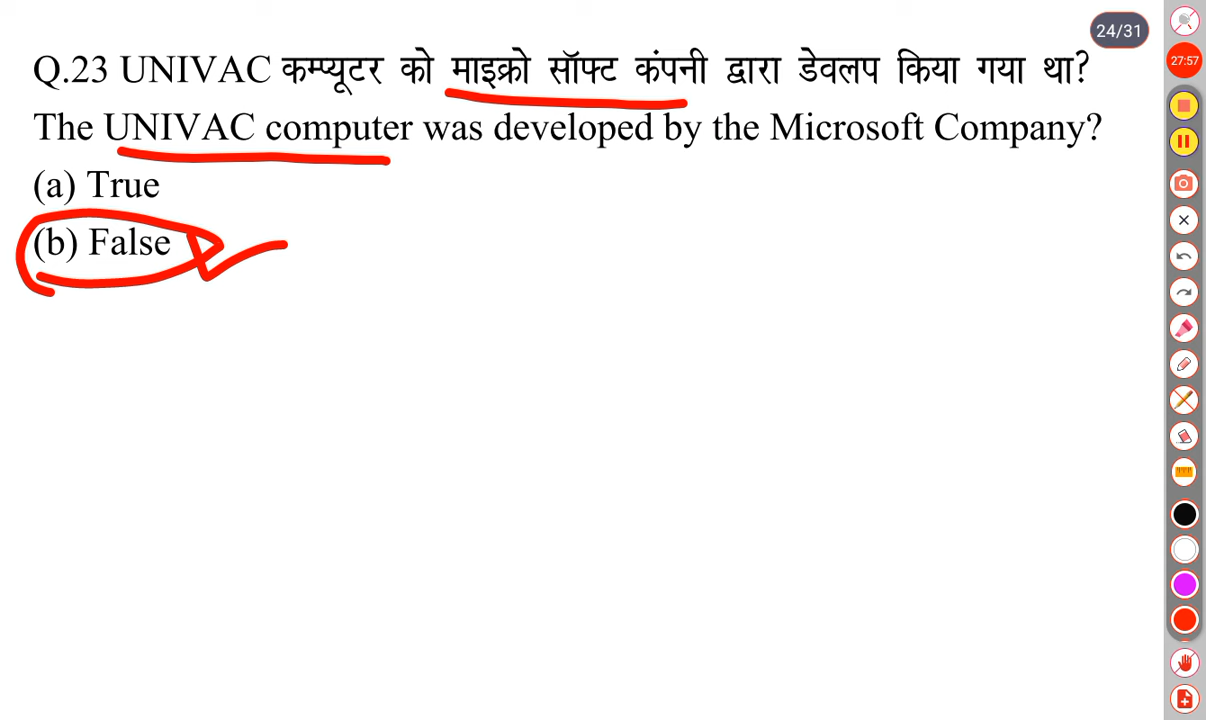 24/31
Q.23 UNIVAC कम्प्यूटर को माइक्रो सॉफ्ट कंपनी द्वारा डेवलप किया गया था?
27:57
The UNIVAC computer was developed by the Microsoft Company?
(a) True
(b) False